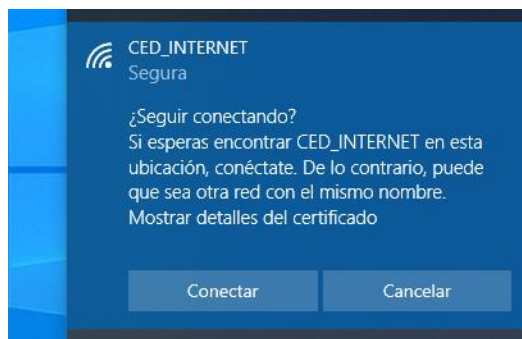 CED_INTERNET
Segura
¿Seguir conectando?
Si esperas encontrar CED_INTERNET en esta
ubicación, conéctate. De lo contrario, puede
que sea otra red con el mismo nombre.
Mostrar detalles del certificado
Conectar
Cancelar